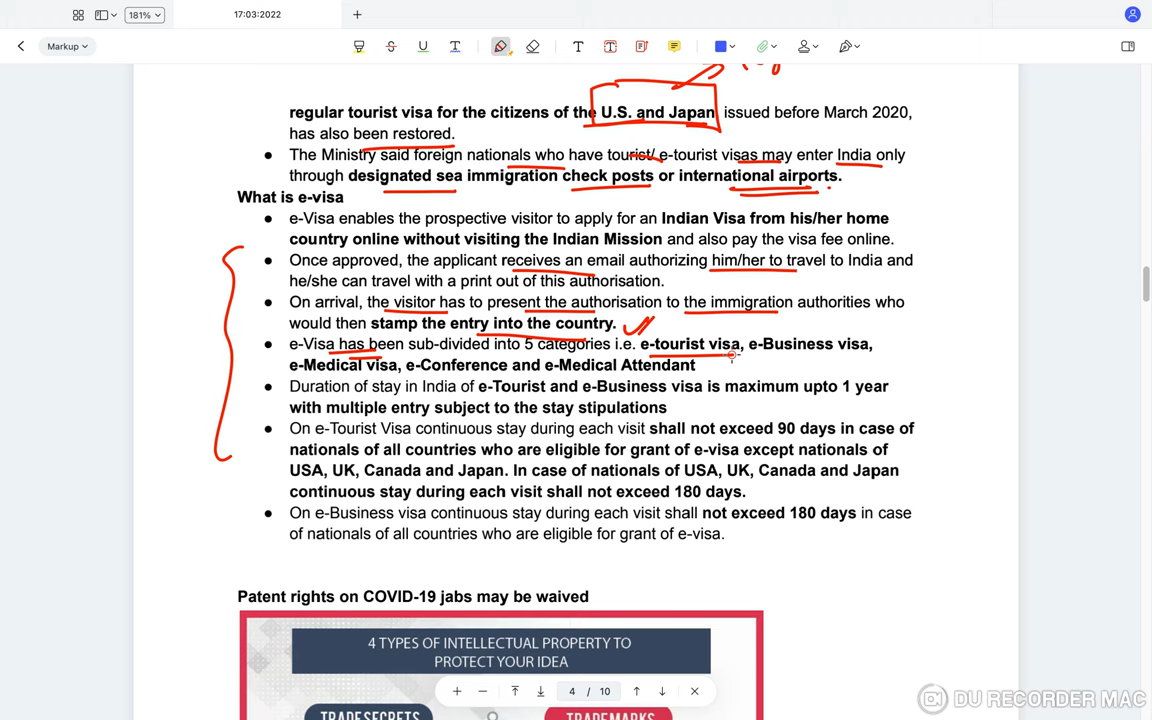 181%
17:03:2022
Markup
regular tourist visa for the citizens of the U.S. and Japan, issued before March 2020,
has also been restored.
● The Ministry said foreign nationals who have tourist/ e-tourist visas may enter India only
through designated sea immigration check posts or international airports.
What is e-visa
● e-Visa enables the prospective visitor to apply for an Indian Visa from his/her home
country online without visiting the Indian Mission and also pay the visa fee online.
● Once approved, the applicant receives an email authorizing him/her to travel to India and
he/she can travel with a print out of this authorisation.
● On arrival, the visitor has to present the authorisation to the immigration authorities who
would then stamp the entry into the country.
● e-Visa has been sub-divided into 5 categories i.e. e-tourist visa, e-Business visa,
e-Medical visa, e-Conference and e-Medical Attendant
● Duration of stay in India of e-Tourist and e-Business visa is maximum upto 1 year
with multiple entry subject to the stay stipulations
● On e-Tourist Visa continuous stay during each visit shall not exceed 90 days in case of
nationals of all countries who are eligible for grant of e-visa except nationals of
USA, UK, Canada and Japan. In case of nationals of USA, UK, Canada and Japan
continuous stay during each visit shall not exceed 180 days.
● On e-Business visa continuous stay during each visit shall not exceed 180 days in case
of nationals of all countries who are eligible for grant of e-visa.
Patent rights on COVID-19 jabs may be waived
4 TYPES OF INTELLECTUAL PROPERTY TO
PROTECT YOUR IDEA
4 / 10
TRADE SECRETS
TRADEMARKS
DU RECORDER MAC